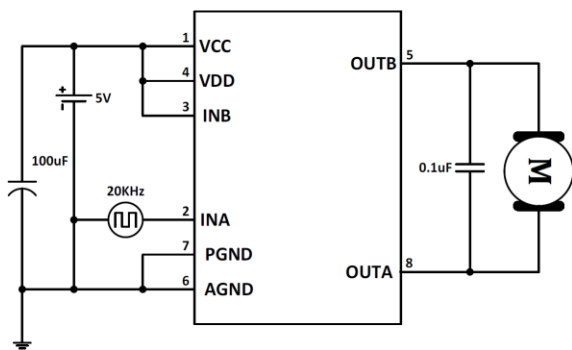 1
VCC
4
VDD
3
INB
2
INA
7
PGND
6
AGND
5
OUTB
8
OUTA
+
5V
100uF
20KHz
0.1uF
M